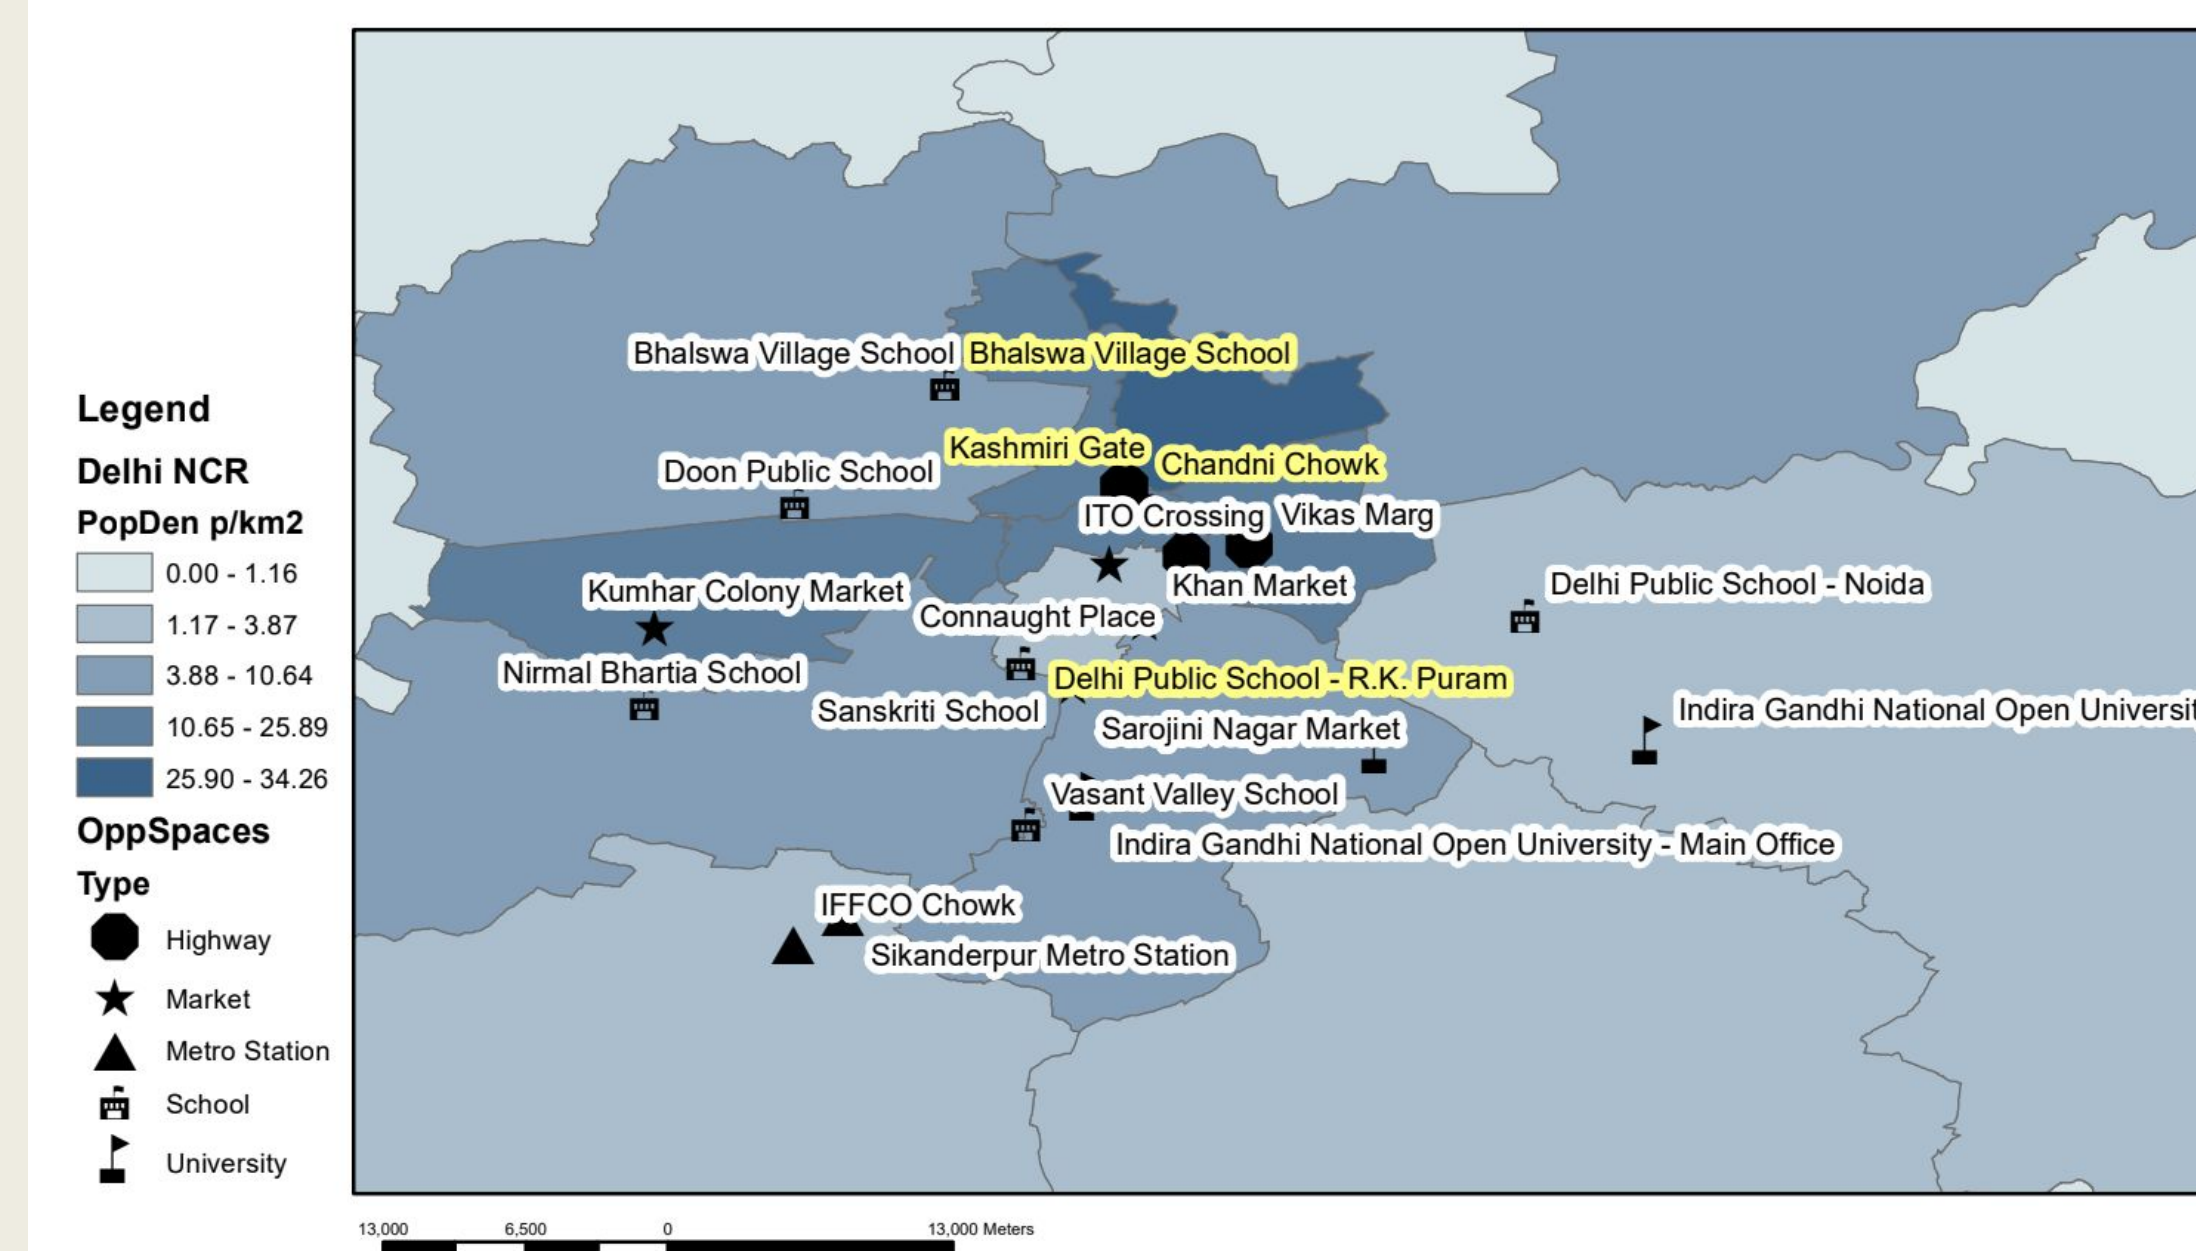 Legend
Delhi NCR
PopDen p/km2
0.00 - 1.16
1.17 - 3.87
3.88 - 10.64
10.65 - 25.89
25.90 - 34.26
OppSpaces
Type
Highway
Market
Metro Station
School
University
Bhalswa Village School
Bhalswa Village School
Kashmiri Gate
Chandni Chowk
Doon Public School
ITO Crossing
Vikas Marg
Kumhar Colony Market
Khan Market
Delhi Public School - Noida
Connaught Place
Nirmal Bhartia School
Delhi Public School - R.K. Puram
Sanskriti School
Indira Gandhi National Open
Sarojini Nagar Market
Vasant Valley School
Indira Gandhi National Open University - Main Office
IFFCO Chowk
Sikanderpur Metro Station
13,000 6,500 0 13,000 Meters